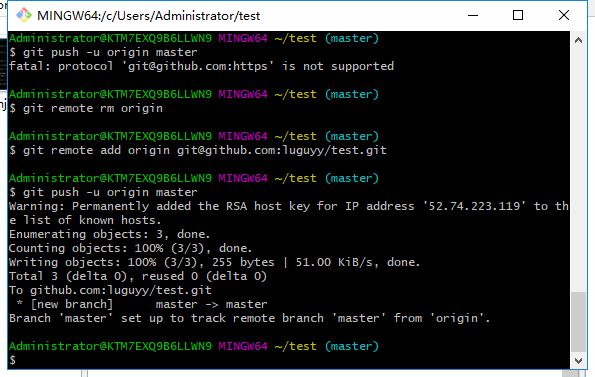 MINGW64:/c/Users/Administrator/test
Administrator@KTM7EXQ9B6LLWN9 MINGW64 ~/test (master)
$ git push -u origin master
fatal: protocol 'git@github.com:https' is not supported
Administrator@KTM7EXQ9B6LLWN9 MINGW64 ~/test (master)
$ git remote rm origin
Administrator@KTM7EXQ9B6LLWN9 MINGW64 ~/test (master)
$ git remote add origin git@github.com:luguyy/test.git
Administrator@KTM7EXQ9B6LLWN9 MINGW64 ~/test (master)
$ git push -u origin master
Warning: Permanently added the RSA host key for IP address '52.74.223.119' to th
e list of known hosts.
Enumerating objects: 3, done.
Counting objects: 100% (3/3), done.
Writing objects: 100% (3/3), 255 bytes | 51.00 KiB/s, done.
Total 3 (delta 0), reused 0 (delta 0)
To github.com:luguyy/test.git
 * [new branch]      master -> master
Branch 'master' set up to track remote branch 'master' from 'origin'.
Administrator@KTM7EXQ9B6LLWN9 MINGW64 ~/test (master)
$